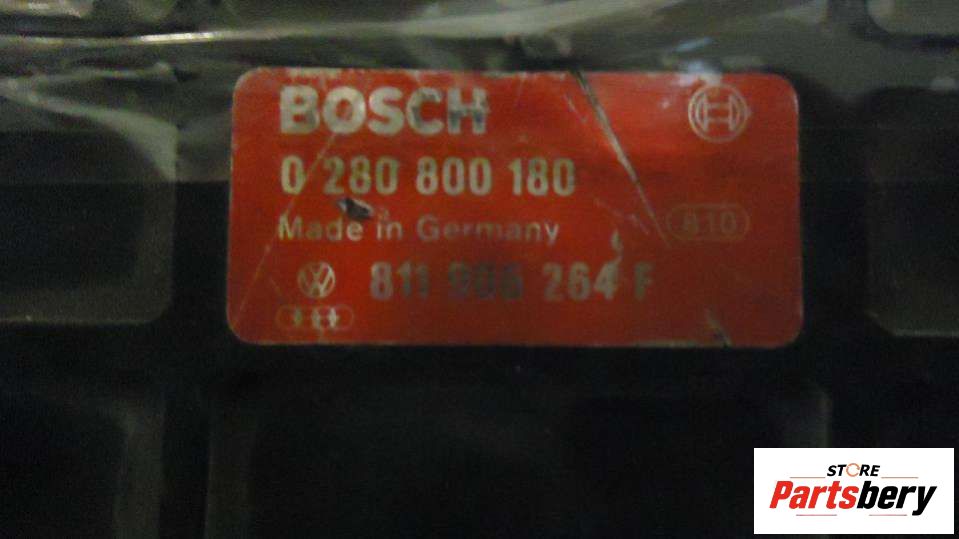 BOSCH
0 280 800 180
Made in Germany
810
811 906 264 F
STORE
Partsbery